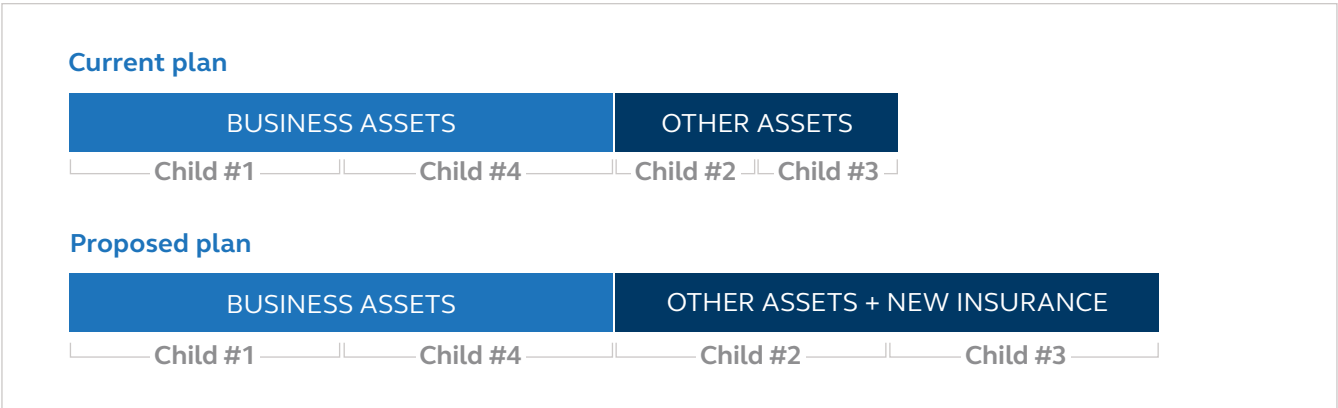 Current plan
BUSINESS ASSETS OTHER ASSETS
Child #1 Child #4 Child #2 Child #3
Proposed plan
BUSINESS ASSETS OTHER ASSETS + NEW INSURANCE
Child #1 Child #4 Child #2 Child #3